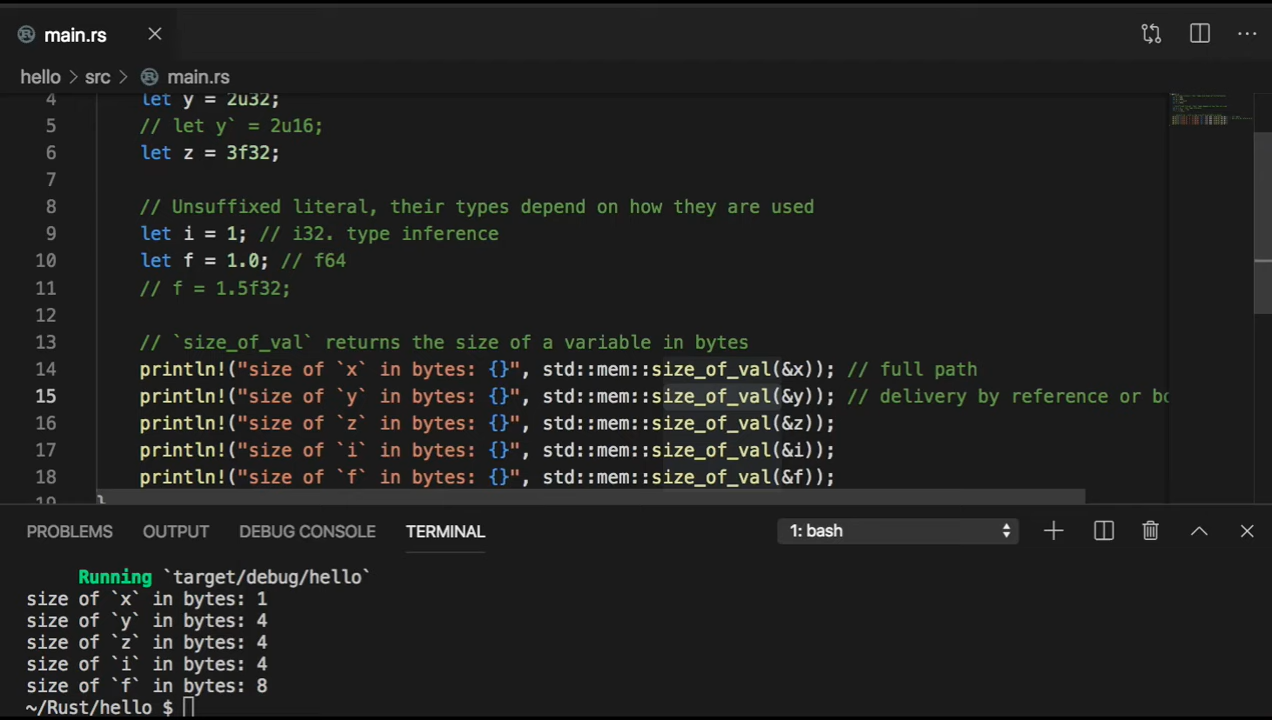 main.rs
hello > src > main.rs
4 let y = 2u32;
5 // let y` = 2u16;
6 let z = 3f32;
7
8 // Unsuffixed literal, their types depend on how they are used
9 let i = 1; // i32. type inference
10 let f = 1.0; // f64
11 // f = 1.5f32;
12
13 // `size_of_val` returns the size of a variable in bytes
14 println!("size of `x` in bytes: {}", std::mem::size_of_val(&x)); // full path
15 println!("size of `y` in bytes: {}", std::mem::size_of_val(&y)); // delivery by reference or bo
16 println!("size of `z` in bytes: {}", std::mem::size_of_val(&z));
17 println!("size of `i` in bytes: {}", std::mem::size_of_val(&i));
18 println!("size of `f` in bytes: {}", std::mem::size_of_val(&f));
19 }
PROBLEMS OUTPUT DEBUG CONSOLE TERMINAL 1: bash
Running `target/debug/hello`
size of `x` in bytes: 1
size of `y` in bytes: 4
size of `z` in bytes: 4
size of `i` in bytes: 4
size of `f` in bytes: 8
~/Rust/hello $